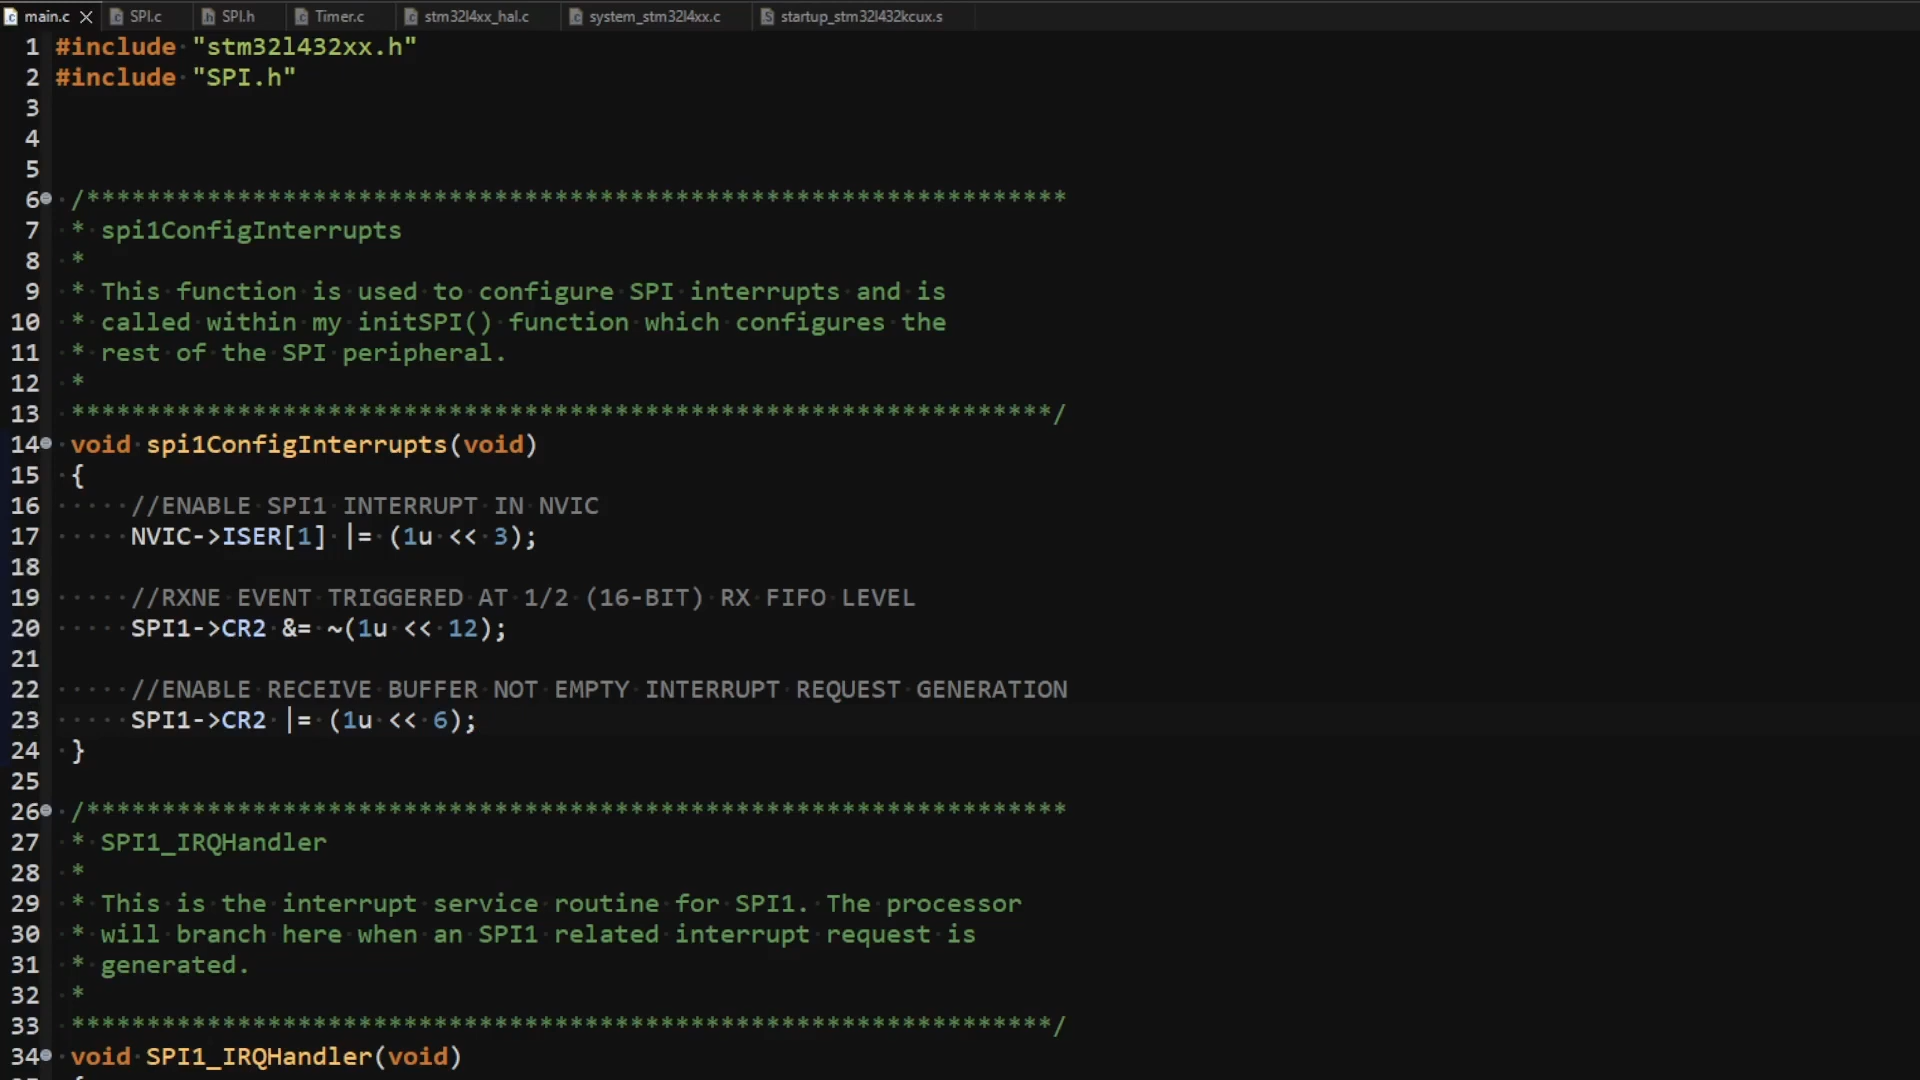 main.c SPI.c SPI.h Timer.c stm32l4xx_hal.c system_stm32l4xx.c startup_stm32l432kcux.s
1 #include "stm32l432xx.h"
2 #include "SPI.h"
3
4
5
6 /*****************************************************************
7 * spi1ConfigInterrupts
8 *
9 * This function is used to configure SPI interrupts and is
10 * called within my initSPI() function which configures the
11 * rest of the SPI peripheral.
12 *
13 *****************************************************************/
14 void spi1ConfigInterrupts(void)
15 {
16 //ENABLE SPI1 INTERRUPT IN NVIC
17 NVIC->ISER[1] |= (1u << 3);
18
19 //RXNE EVENT TRIGGERED AT 1/2 (16-BIT) RX FIFO LEVEL
20 SPI1->CR2 &= ~(1u << 12);
21
22 //ENABLE RECEIVE BUFFER NOT EMPTY INTERRUPT REQUEST GENERATION
23 SPI1->CR2 |= (1u << 6);
24 }
25
26 /*****************************************************************
27 * SPI1_IRQHandler
28 *
29 * This is the interrupt service routine for SPI1. The processor
30 * will branch here when an SPI1 related interrupt request is
31 * generated.
32 *
33 *****************************************************************/
34 void SPI1_IRQHandler(void)